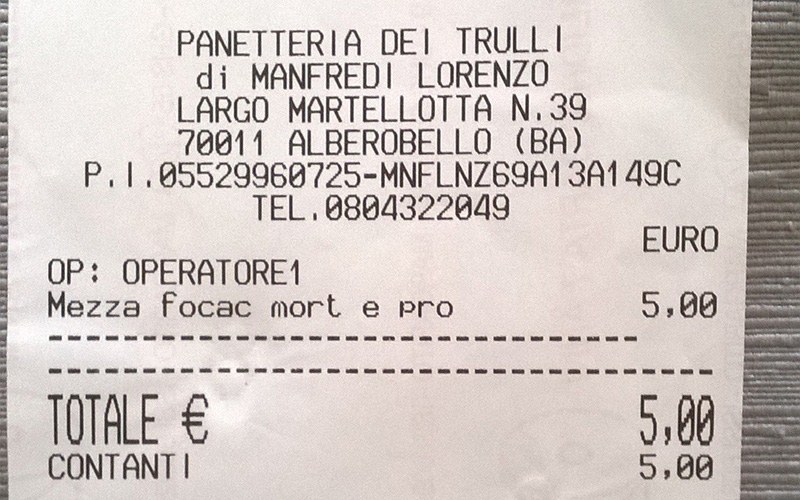 PANETTERIA DEI TRULLI
di MANFREDI LORENZO
LARGO MARTELLOTTA N.39
70011 ALBEROBELLO (BA)
P.I.05529960725-MNFLNZ69A13A149C
TEL.0804322049
EURO
OP: OPERATORE1
Mezza focac mort e pro 5,00
--------------------------------
------------------------------------
TOTALE € 5,00
CONTANTI 5,00